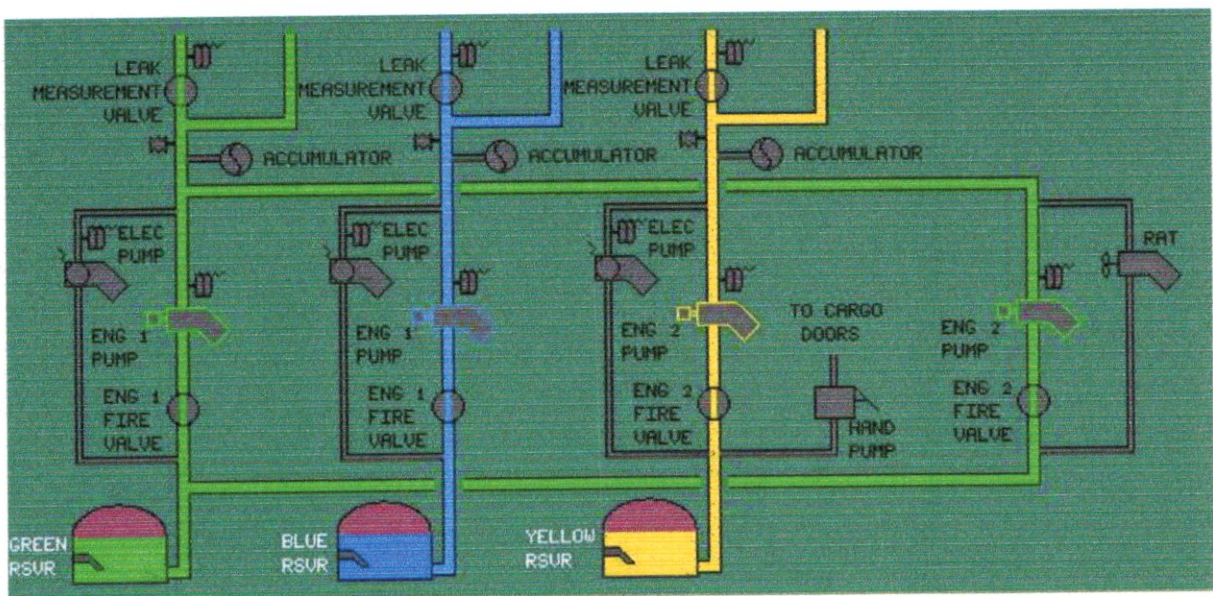 LEAK
MEASUREMENT
VALVE
LEAK
MEASUREMENT
VALVE
LEAK
MEASUREMENT
VALVE
ACCUMULATOR
ACCUMULATOR
ACCUMULATOR
ELEC
PUMP
ELEC
PUMP
ELEC
PUMP
RAT
ENG 1
PUMP
ENG 1
PUMP
ENG 2
PUMP
TO CARGO
DOORS
ENG 2
PUMP
ENG 1
FIRE
VALVE
ENG 1
FIRE
VALVE
ENG 2
FIRE
VALVE
HAND
PUMP
ENG 2
FIRE
VALVE
GREEN
RSVR
BLUE
RSVR
YELLOW
RSVR